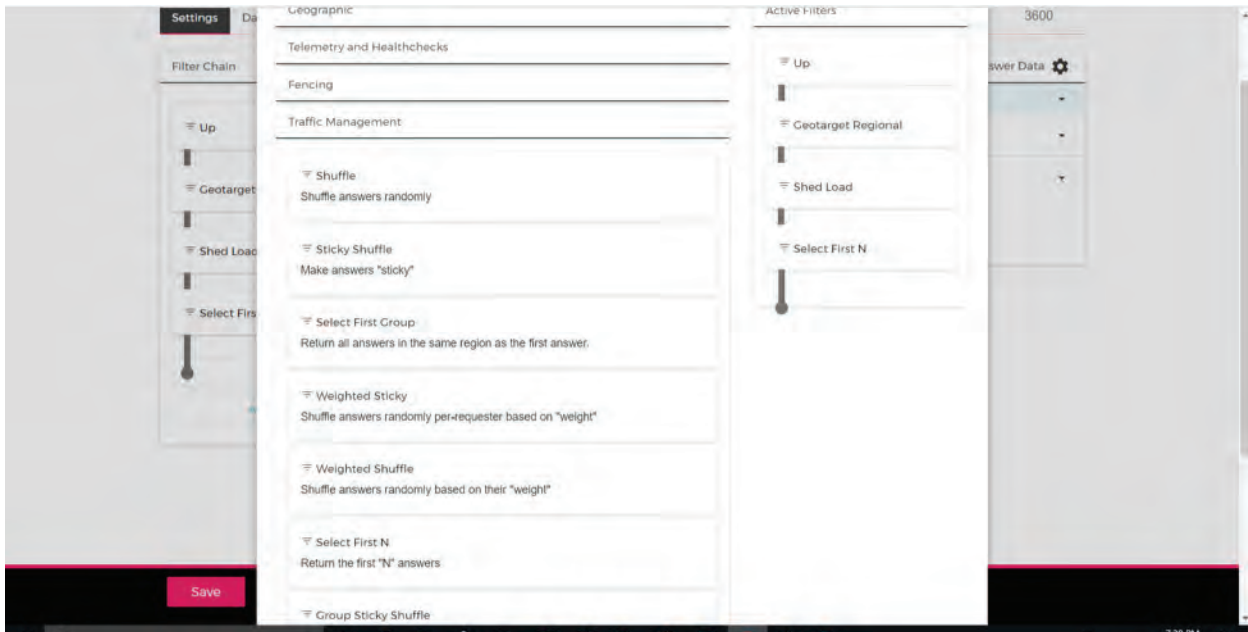 Settings
Da
3600
Filter Chain
swer Data
Up
Geotarget
Shed Load
Select Firs
Save
Geographic
Telemetry and Healthchecks
Fencing
Traffic Management
Shuffle
Shuffle answers randomly
Sticky Shuffle
Make answers "sticky"
Select First Group
Return all answers in the same region as the first answer.
Weighted Sticky
Shuffle answers randomly per-requester based on "weight"
Weighted Shuffle
Shuffle answers randomly based on their "weight"
Select First N
Return the first "N" answers
Group Sticky Shuffle
Active Filters
Up
Geotarget Regional
Shed Load
Select First N